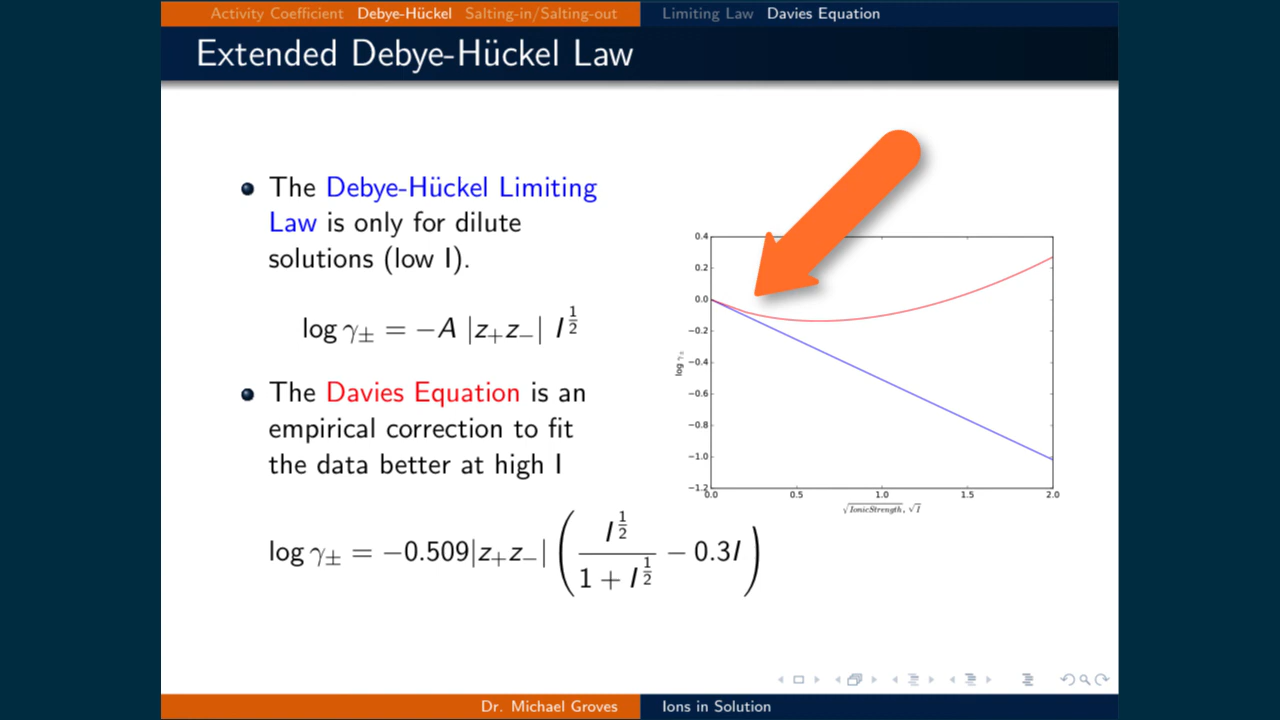 Activity Coefficient Debye-Hückel Salting-in/Salting-out Limiting Law Davies Equation
Extended Debye-Hückel Law
The Debye-Hückel Limiting
Law is only for dilute
solutions (low I).
log γ± = −A |z₊z₋| I^{1/2}
The Davies Equation is an
empirical correction to fit
the data better at high I
log γ± = −0.509|z₊z₋| ( I^{1/2} / (1 + I^{1/2}) − 0.3I )
0.4
0.2
0.0
−0.2
−0.4
−0.6
−0.8
−1.0
−1.2
log γ±
0.0 0.5 1.0 1.5 2.0
√IonicStrength, √I
Dr. Michael Groves Ions in Solution